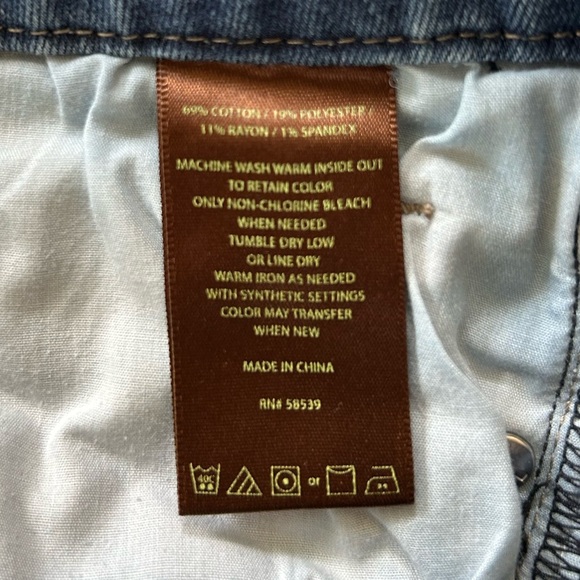 69% COTTON / 19% POLYESTER /
11% RAYON / 1% SPANDEX
MACHINE WASH WARM INSIDE OUT
TO RETAIN COLOR
ONLY NON-CHLORINE BLEACH
WHEN NEEDED
TUMBLE DRY LOW
OR LINE DRY
WARM IRON AS NEEDED
WITH SYNTHETIC SETTINGS
COLOR MAY TRANSFER
WHEN NEW
MADE IN CHINA
RN# 58539
40C or